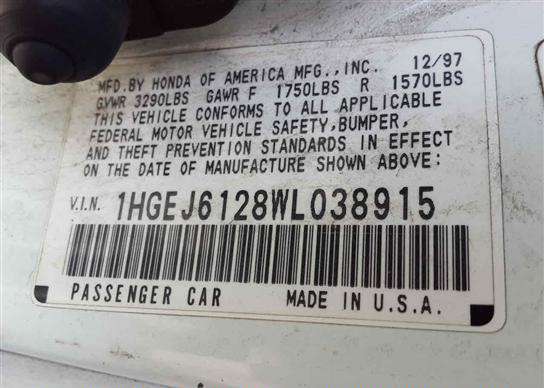 MFD. BY HONDA OF AMERICA MFG., INC. 12/97
GVWR 3290LBS GAWR F 1750LBS R 1570LBS
THIS VEHICLE CONFORMS TO ALL APPLICABLE
FEDERAL MOTOR VEHICLE SAFETY, BUMPER,
AND THEFT PREVENTION STANDARDS IN EFFECT
ON THE DATE OF MANUFACTURE SHOWN ABOVE:
V.I.N. 1HGEJ6128WL038915
PASSENGER CAR MADE IN U.S.A.